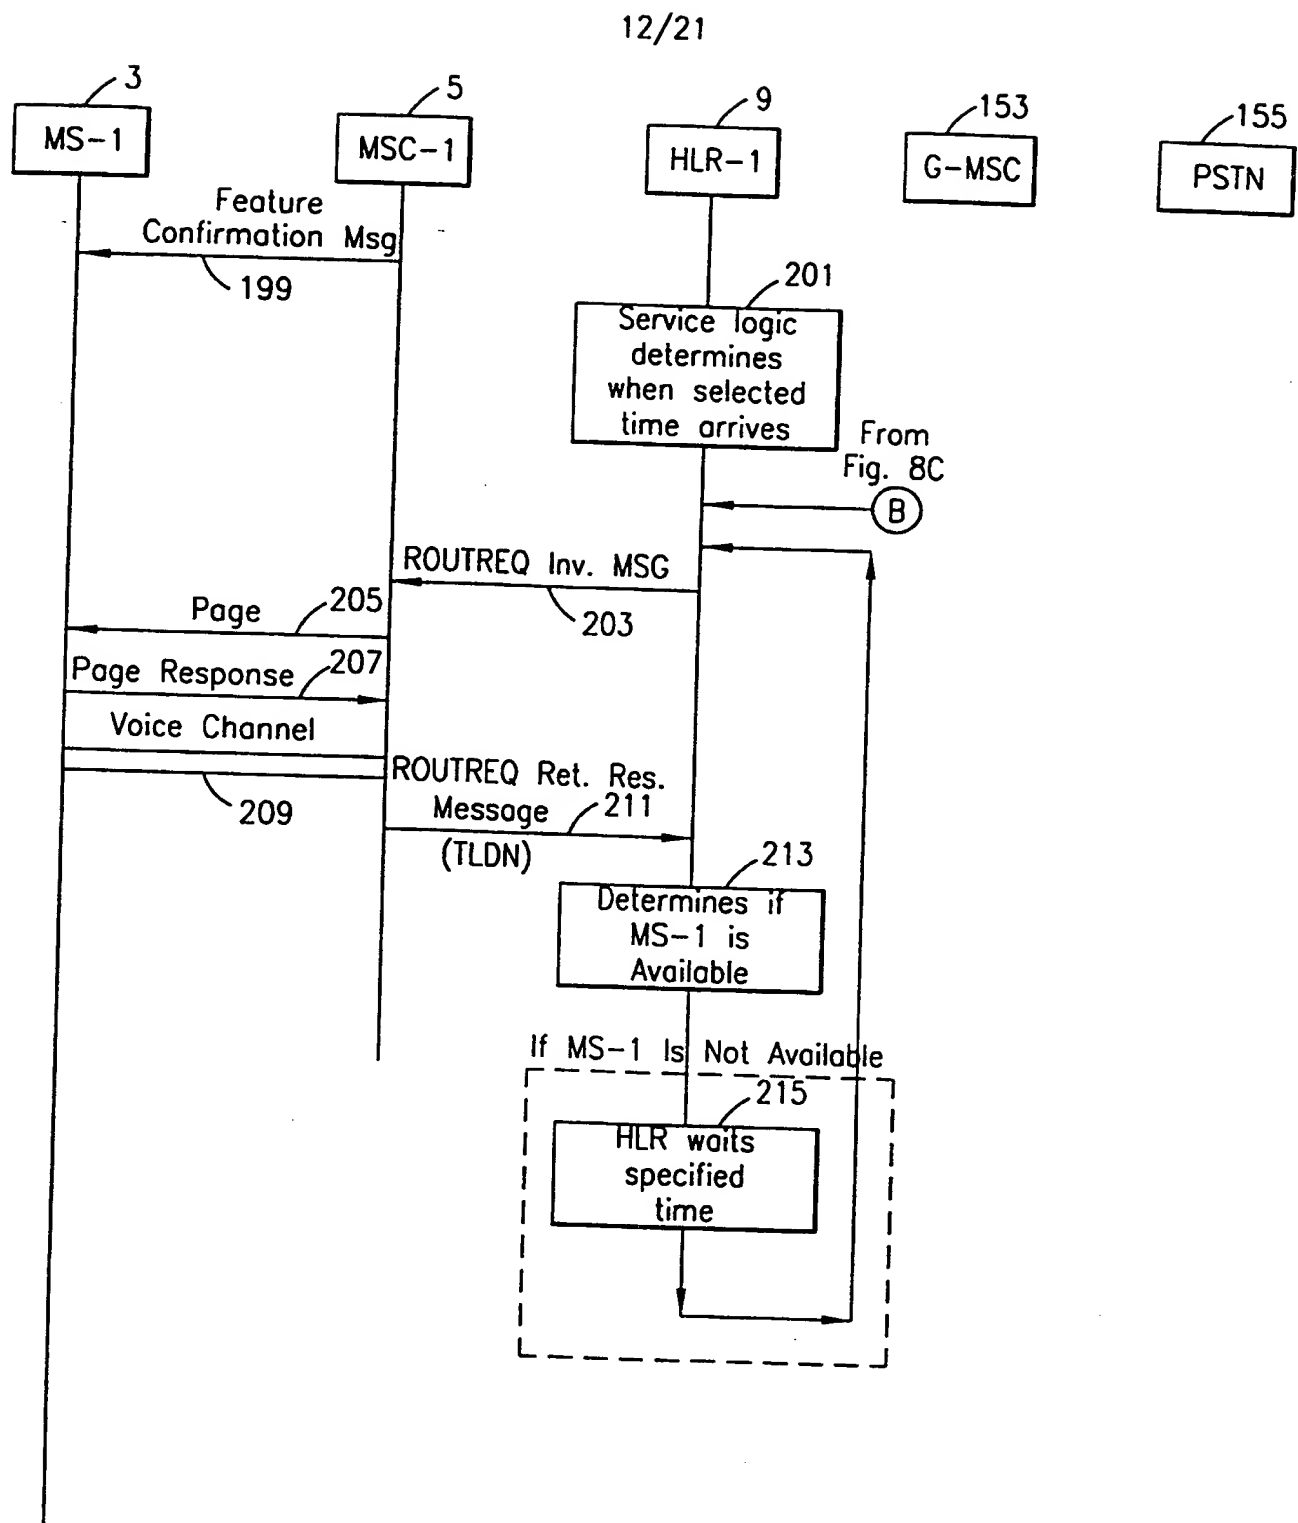 12/21
3
5
9
153
155
MS-1
MSC-1
HLR-1
G-MSC
PSTN
Feature
Confirmation Msg
199
201
Service logic
determines
when selected
time arrives
From
Fig. 8C
B
ROUTREQ Inv. MSG
203
Page
205
Page Response
207
Voice Channel
209
ROUTREQ Ret. Res.
Message
211
(TLDN)
213
Determines if
MS-1 is
Available
If MS-1 Is Not Available
215
HLR waits
specified
time